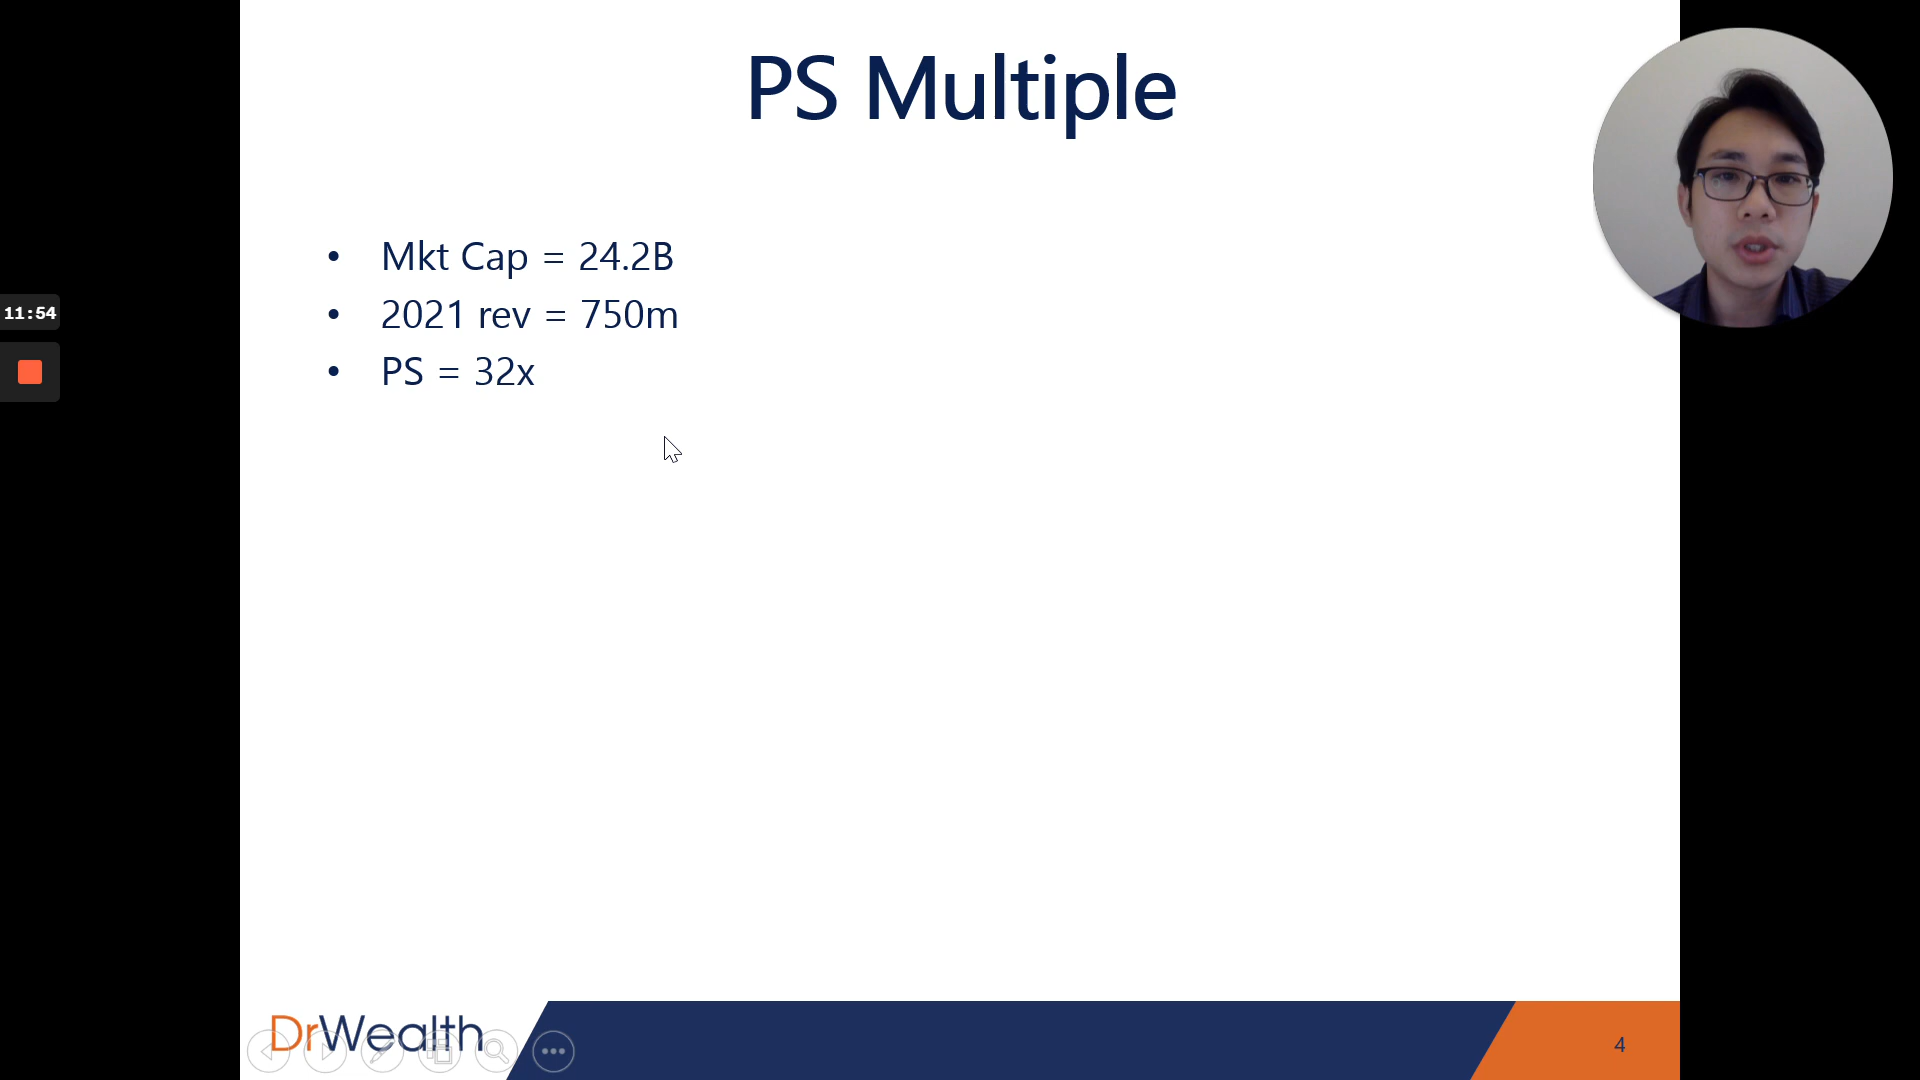 PS Multiple
• Mkt Cap = 24.2B
• 2021 rev = 750m
• PS = 32x
11:54
DrWealth
4